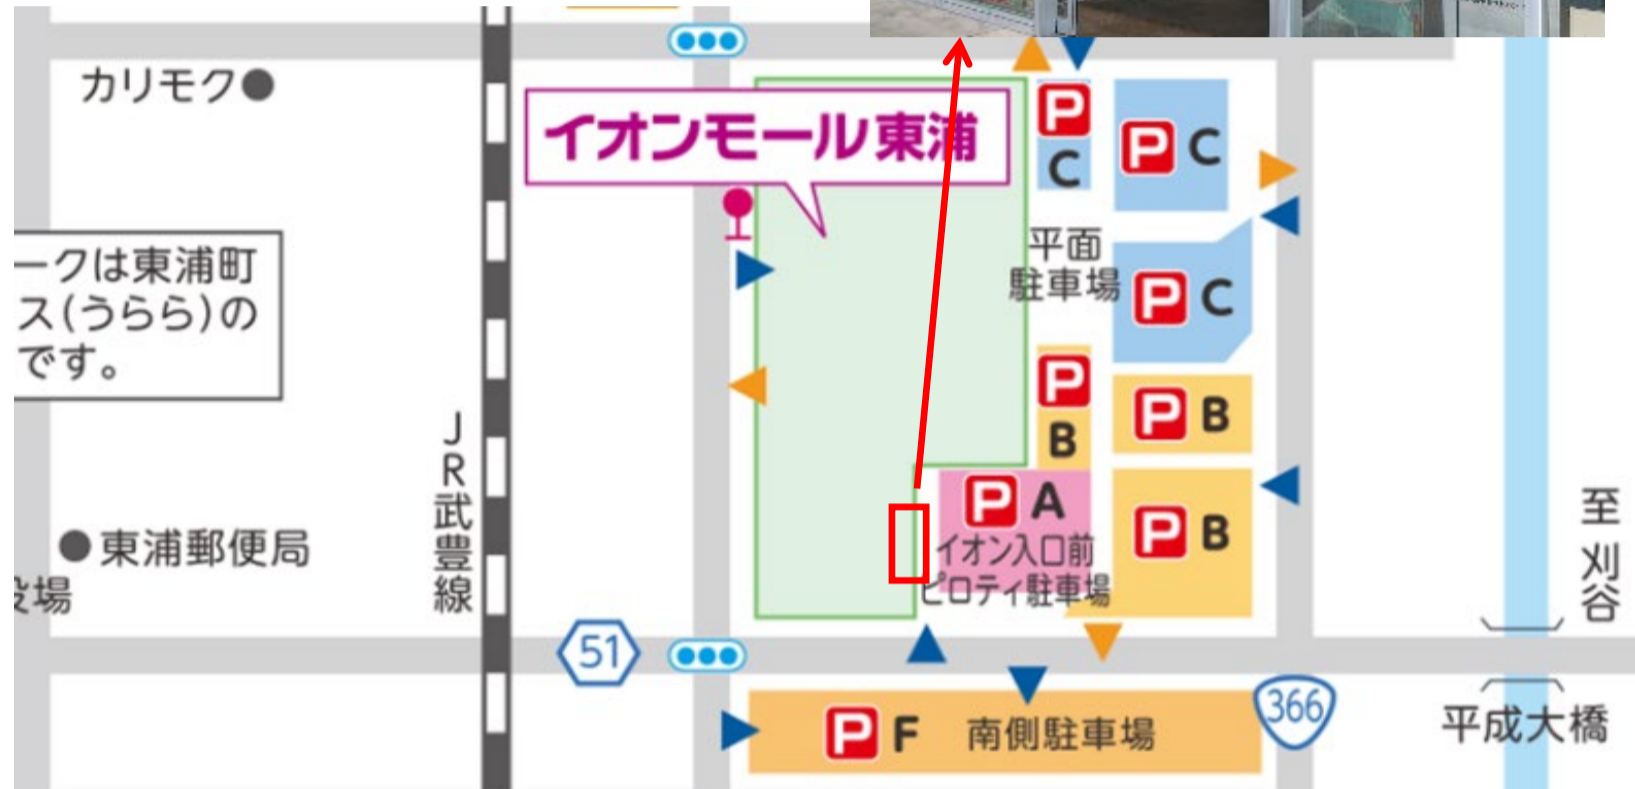 カリモク
イオンモール東浦
P
C
P C
平面
駐車場
P C
ークは東浦町
ス(うらら)の
です。
P
B
P B
JR武豊線
P A
イオン入口前
ピロティ駐車場
P B
東浦郵便局
役場
至 刈谷
51
366
P F 南側駐車場
平成大橋